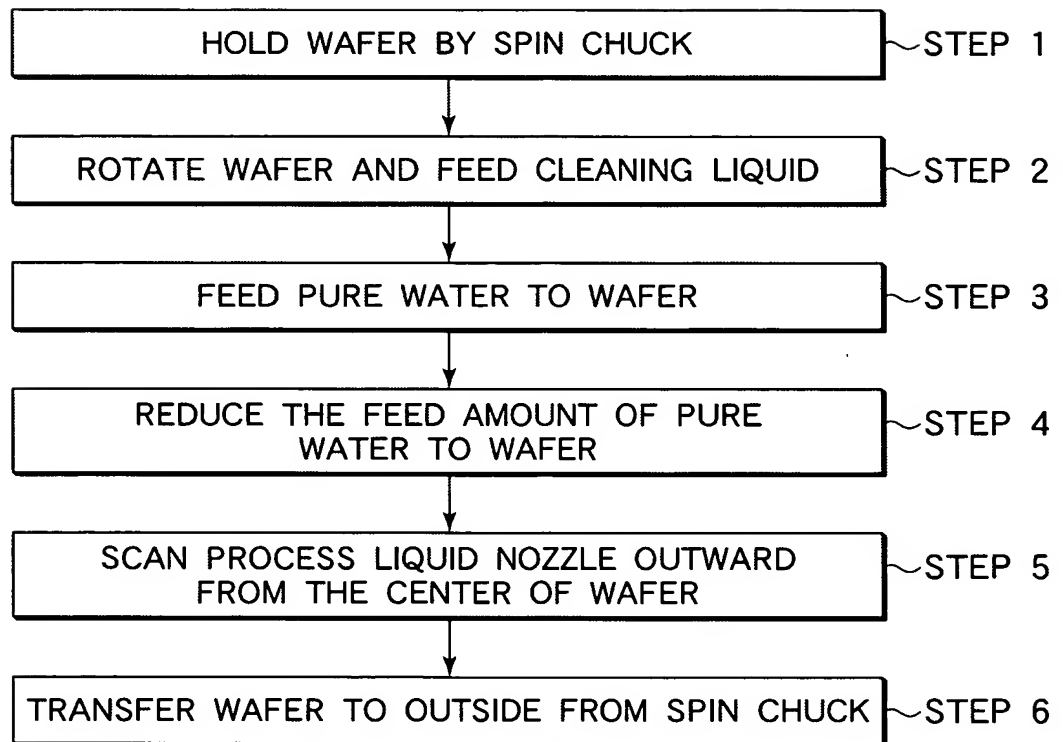 HOLD WAFER BY SPIN CHUCK
STEP 1
ROTATE WAFER AND FEED CLEANING LIQUID
STEP 2
FEED PURE WATER TO WAFER
STEP 3
REDUCE THE FEED AMOUNT OF PURE
WATER TO WAFER
STEP 4
SCAN PROCESS LIQUID NOZZLE OUTWARD
FROM THE CENTER OF WAFER
STEP 5
TRANSFER WAFER TO OUTSIDE FROM SPIN CHUCK
STEP 6